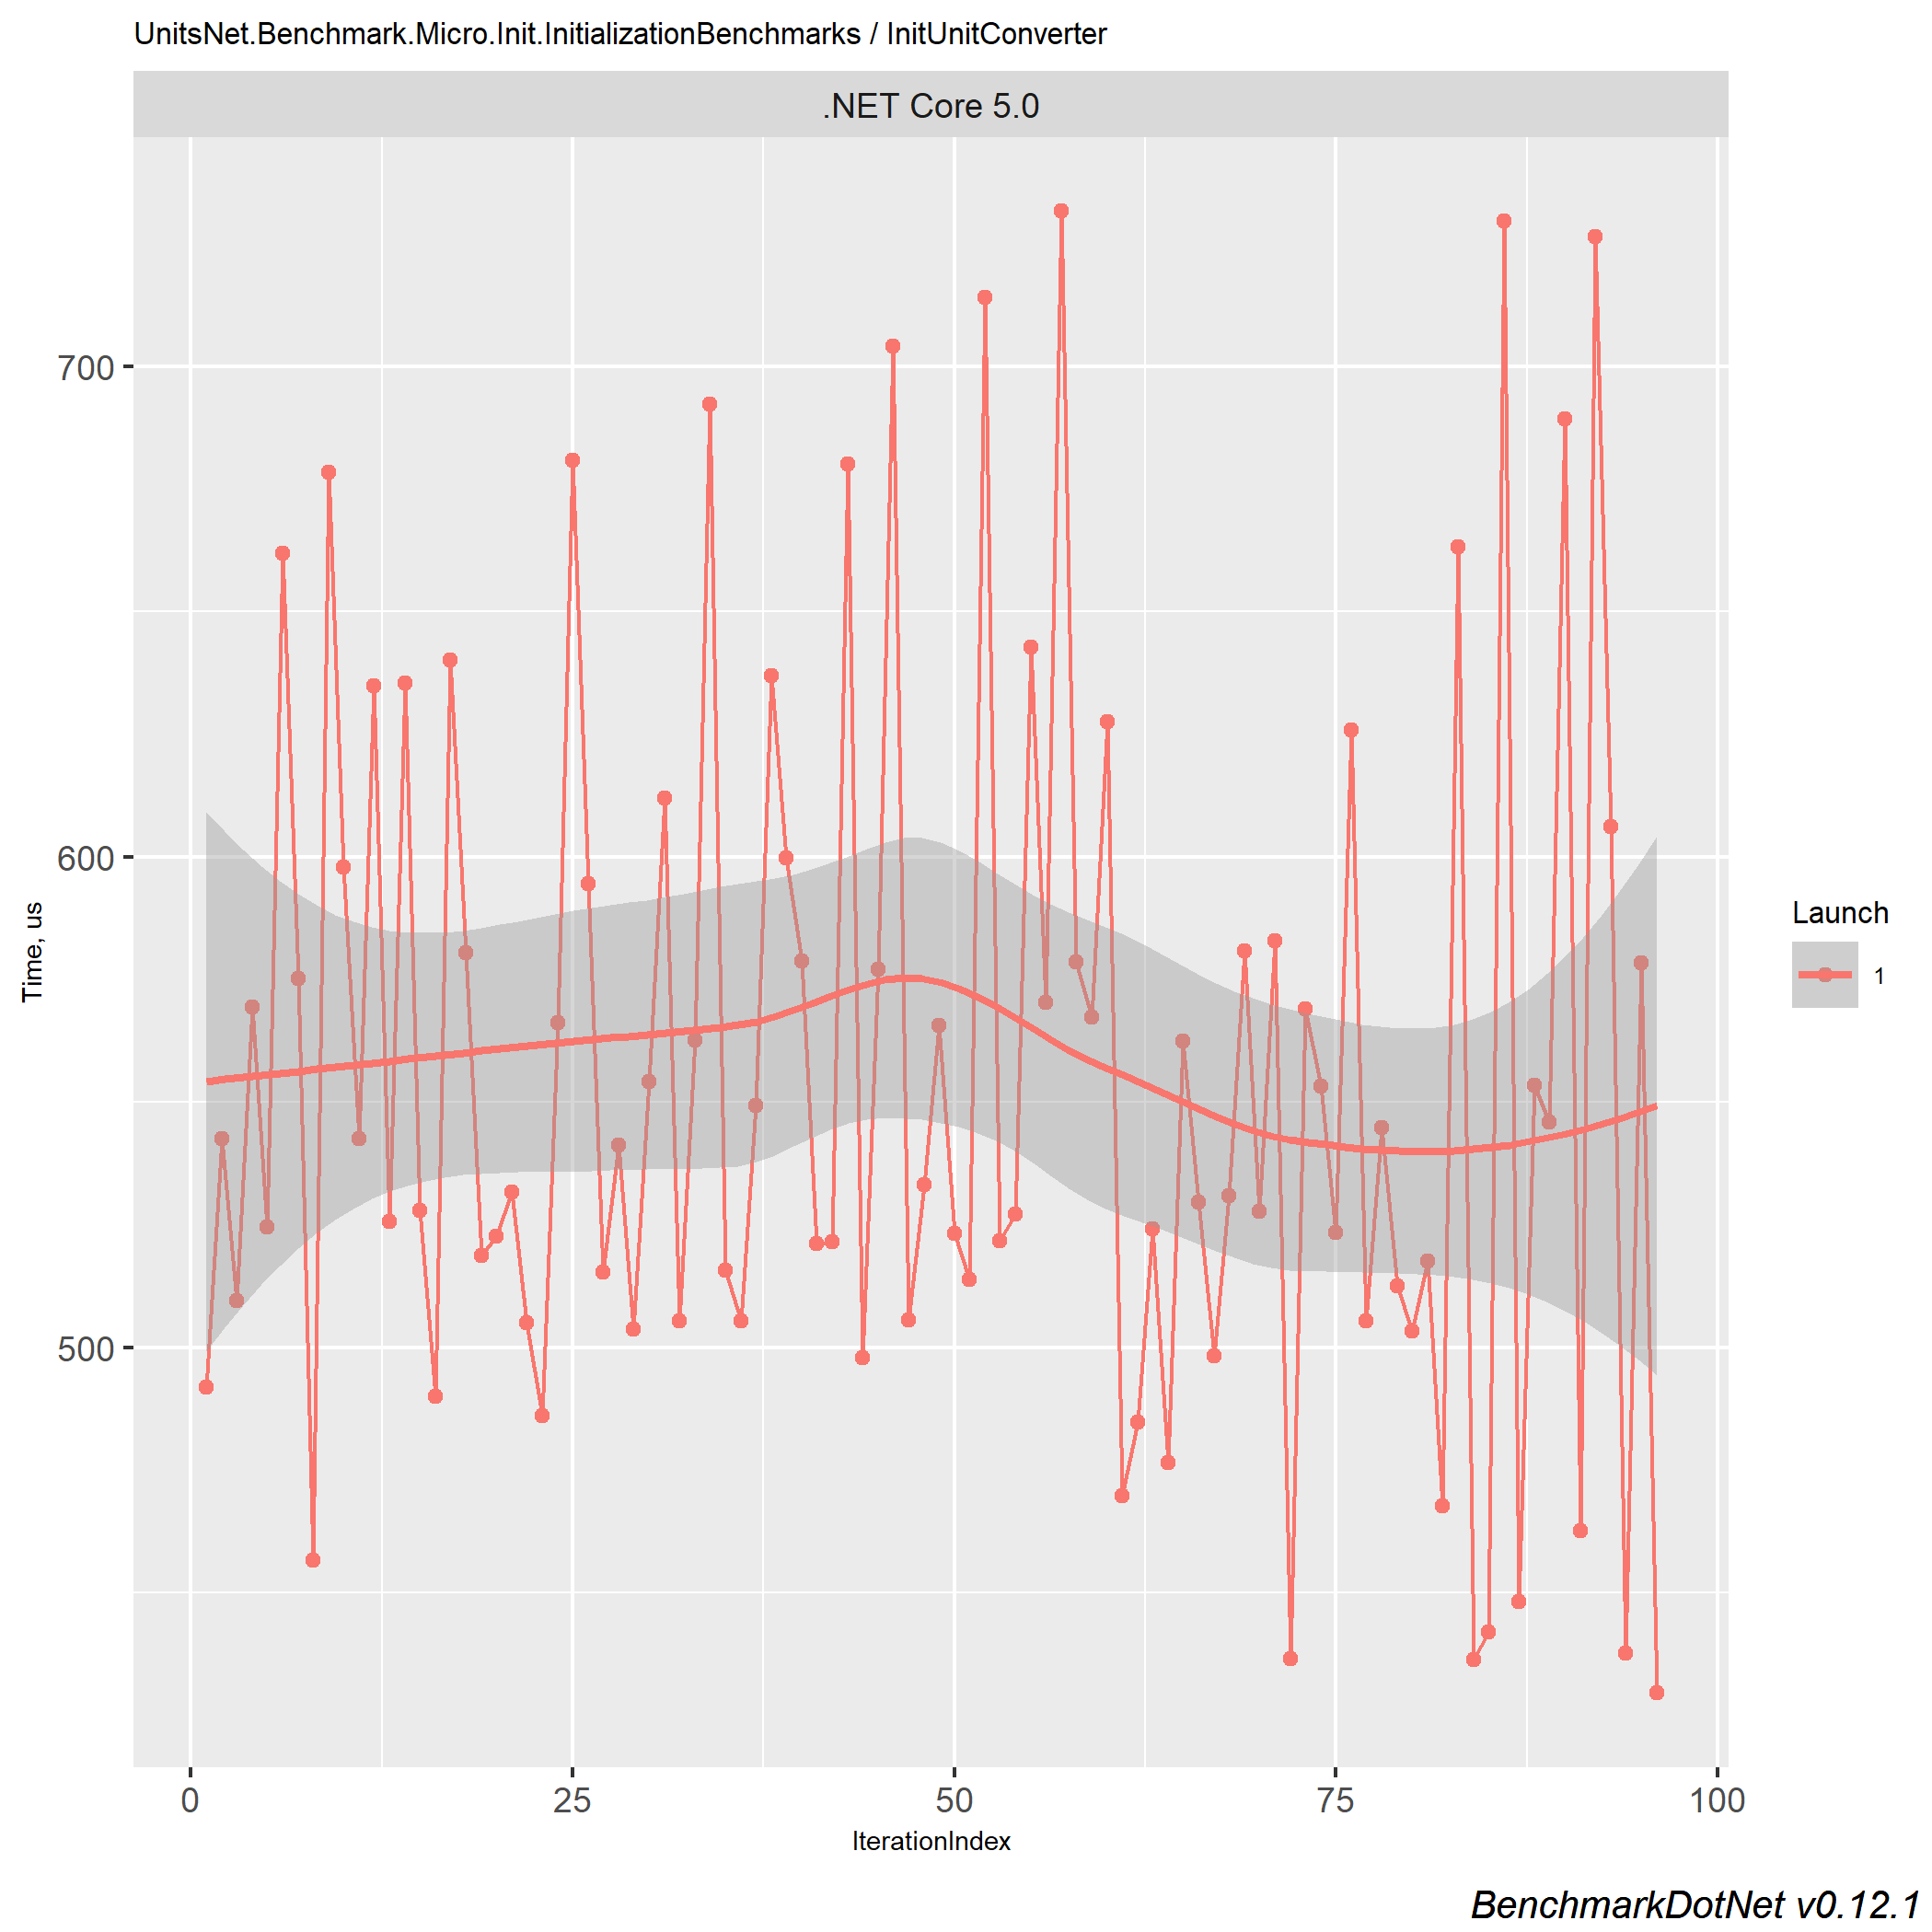 UnitsNet.Benchmark.Micro.Init.InitializationBenchmarks / InitUnitConverter
.NET Core 5.0
700
600
500
Time, us
0 25 50 75 100
IterationIndex
Launch
1
BenchmarkDotNet v0.12.1